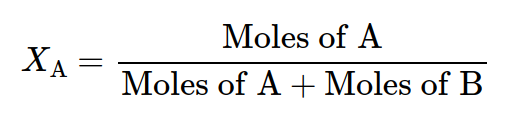 X_A = Moles of A / Moles of A + Moles of B